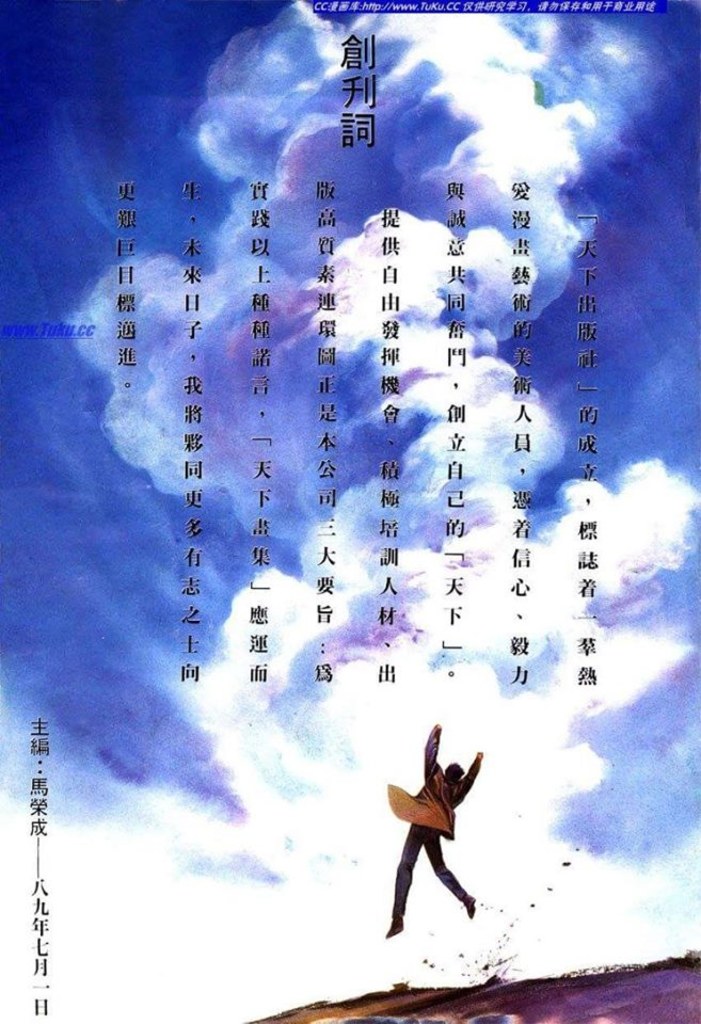 CC漫画库:http://www.TuKu.CC 仅供研究学习，请勿保存和用于商业用途
創刋詞
「天下出版社」的成立，標誌着一羣熱
愛漫畫藝術的美術人員，憑着信心、毅力
與誠意共同奮鬥，創立自己的「天下」。
提供自由發揮機會、積極培訓人材、出
版高質素連環圖正是本公司三大要旨：爲
實踐以上種種諾言，「天下畫集」應運而
生，未來日子，我將夥同更多有志之士向
更艱巨目標邁進。
www.Tuku.cc
主編：馬榮成──八九年七月一日